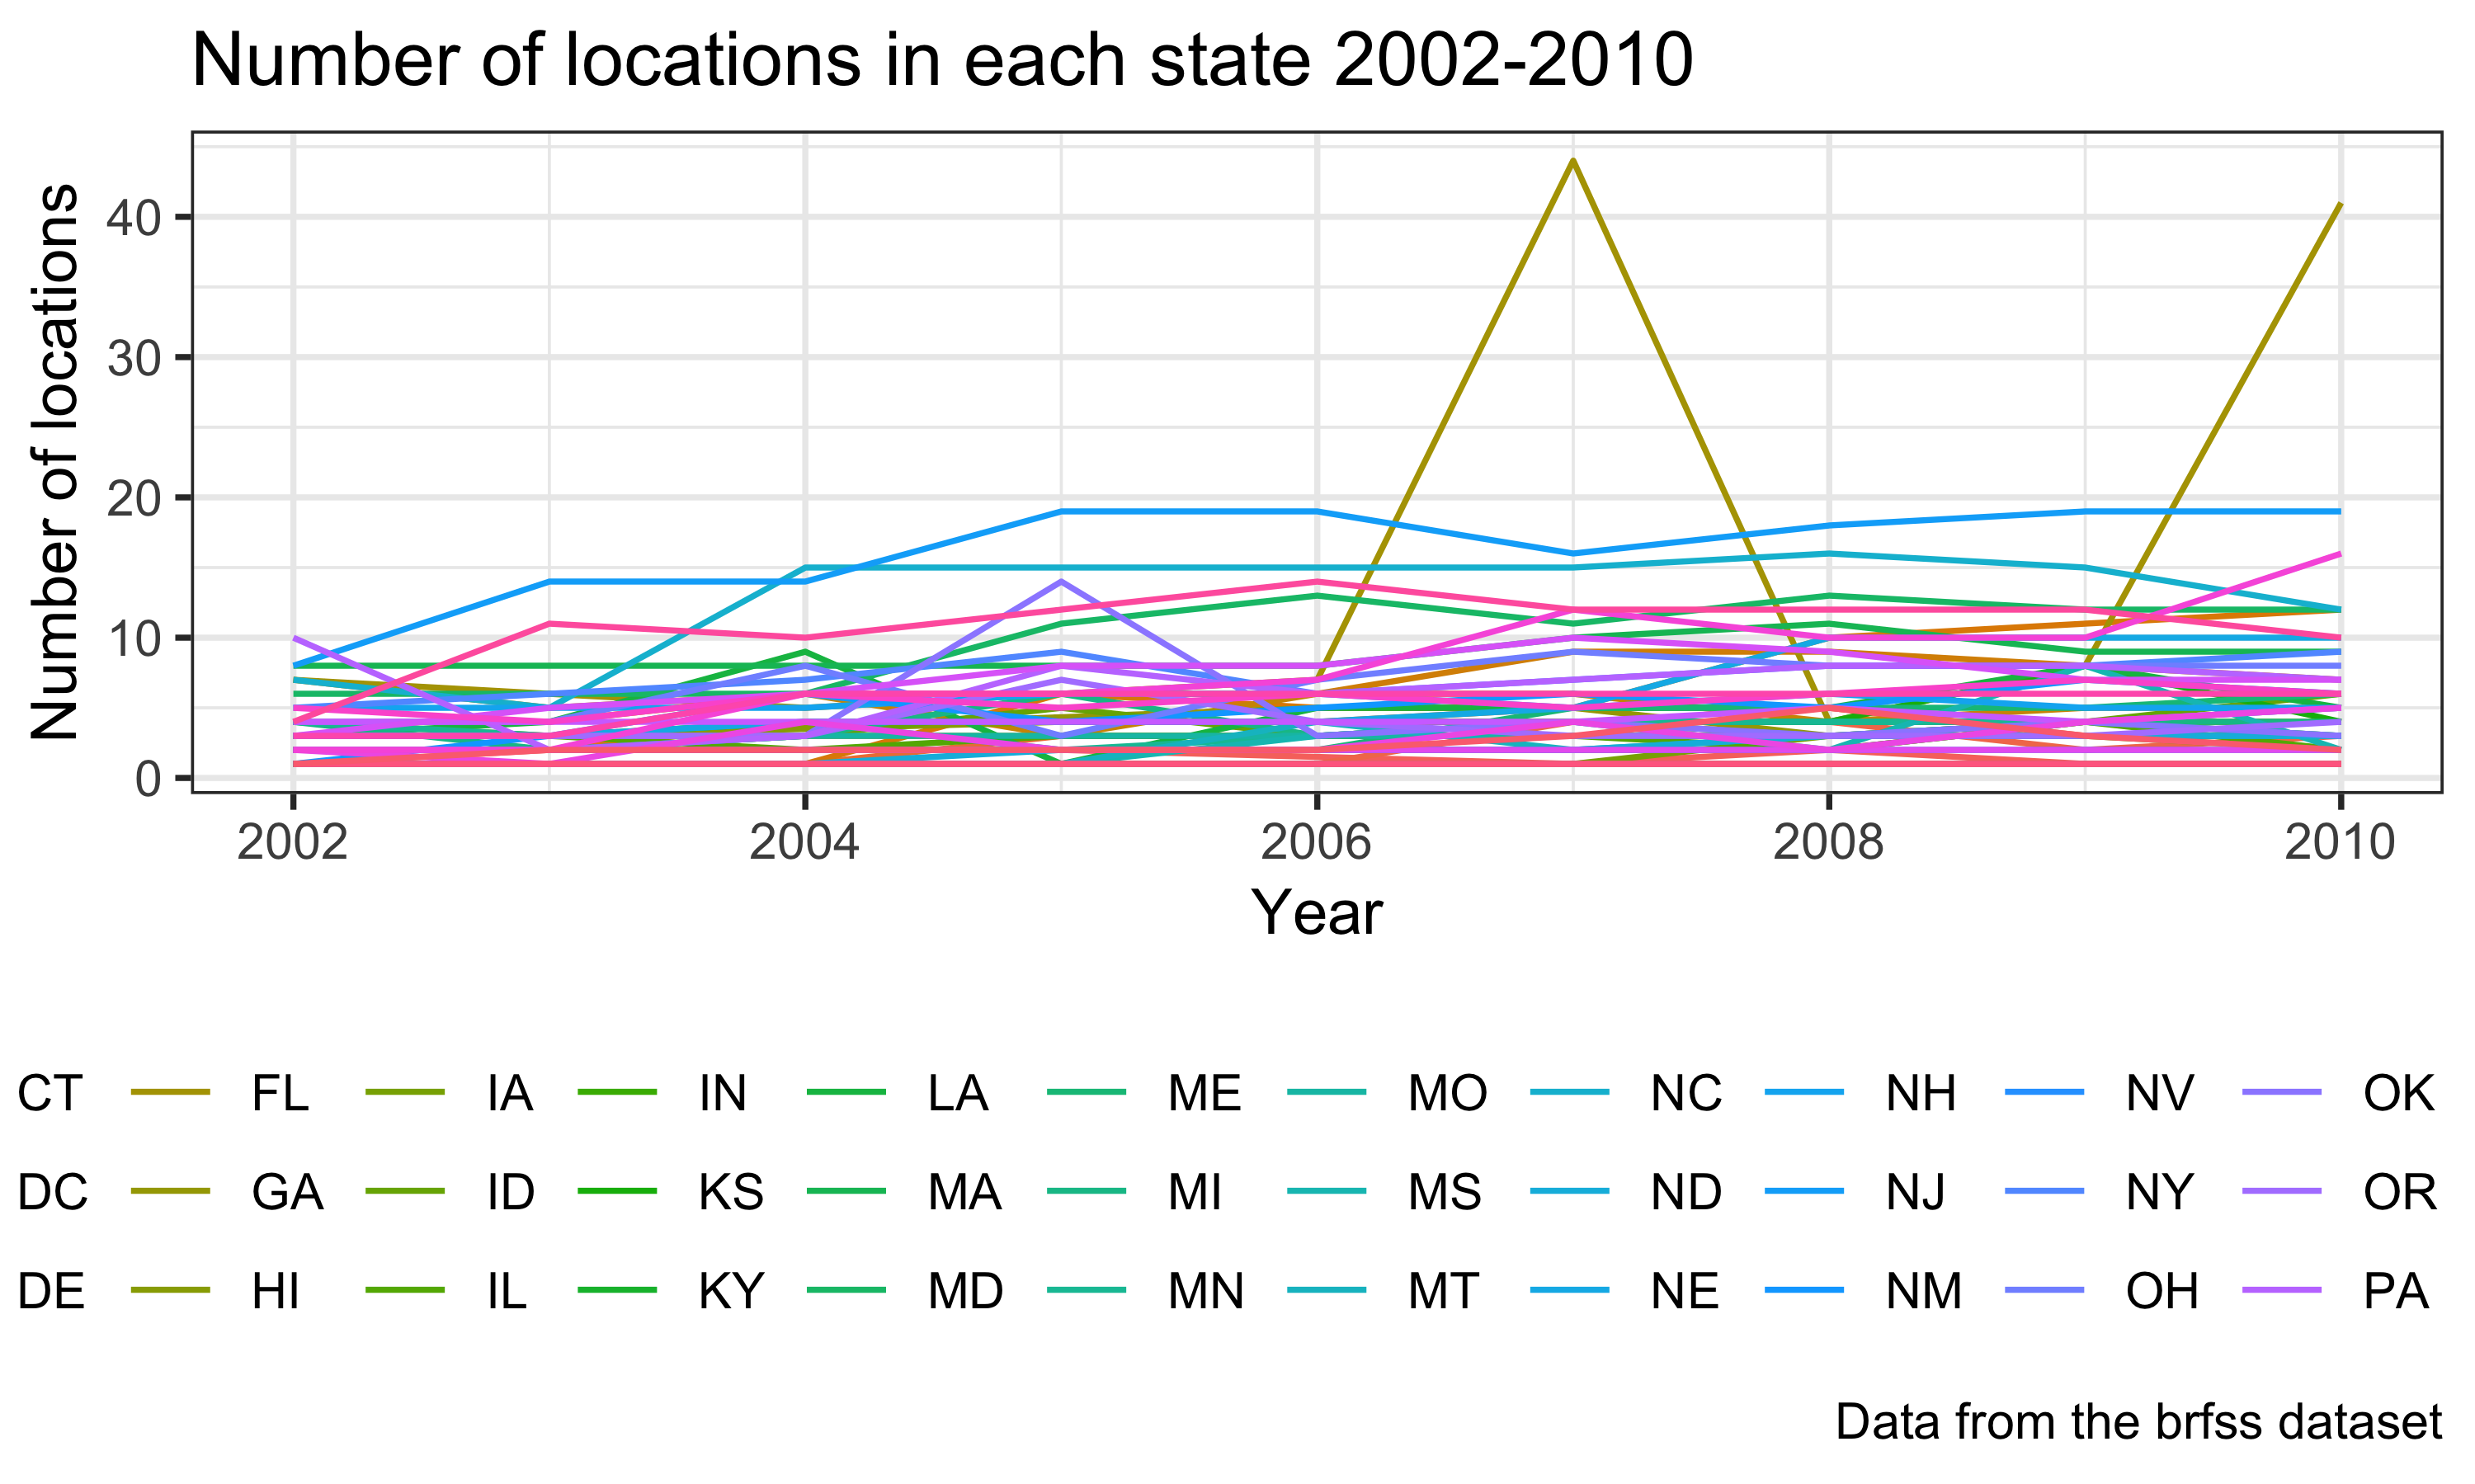 Number of locations in each state 2002-2010
Number of locations
40
30
20
10
0
2002 2004 2006 2008 2010
Year
CT FL IA IN LA ME MO NC NH NV OK
DC GA ID KS MA MI MS ND NJ NY OR
DE HI IL KY MD MN MT NE NM OH PA
Data from the brfss dataset